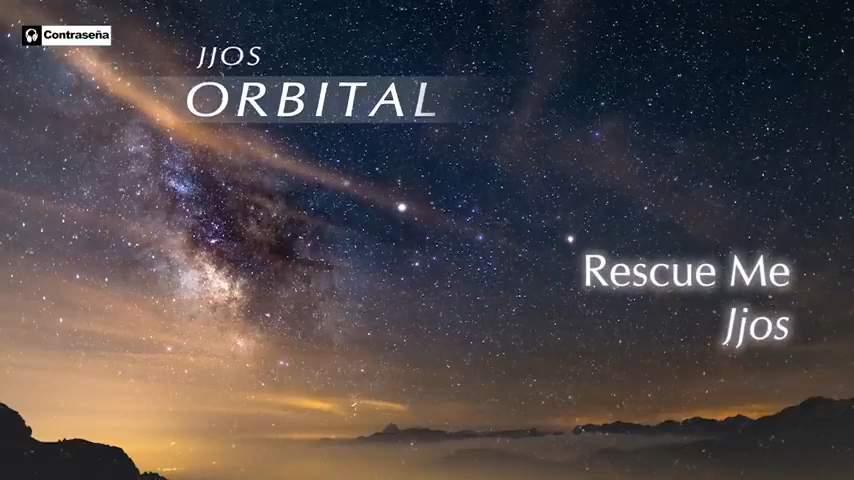 Contraseña
JJOS
ORBITAL
Rescue Me
Jjos